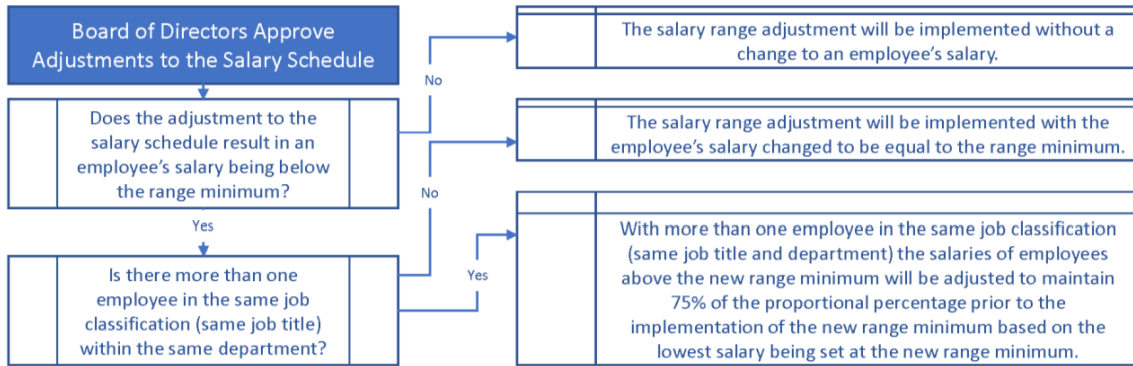 Board of Directors Approve
Adjustments to the Salary Schedule
Does the adjustment to the
salary schedule result in an
employee's salary being below
the range minimum?
No
The salary range adjustment will be implemented without a
change to an employee's salary.
Yes
Is there more than one
employee in the same job
classification (same job title)
within the same department?
No
The salary range adjustment will be implemented with the
employee's salary changed to be equal to the range minimum.
Yes
With more than one employee in the same job classification
(same job title and department) the salaries of employees
above the new range minimum will be adjusted to maintain
75% of the proportional percentage prior to the
implementation of the new range minimum based on the
lowest salary being set at the new range minimum.